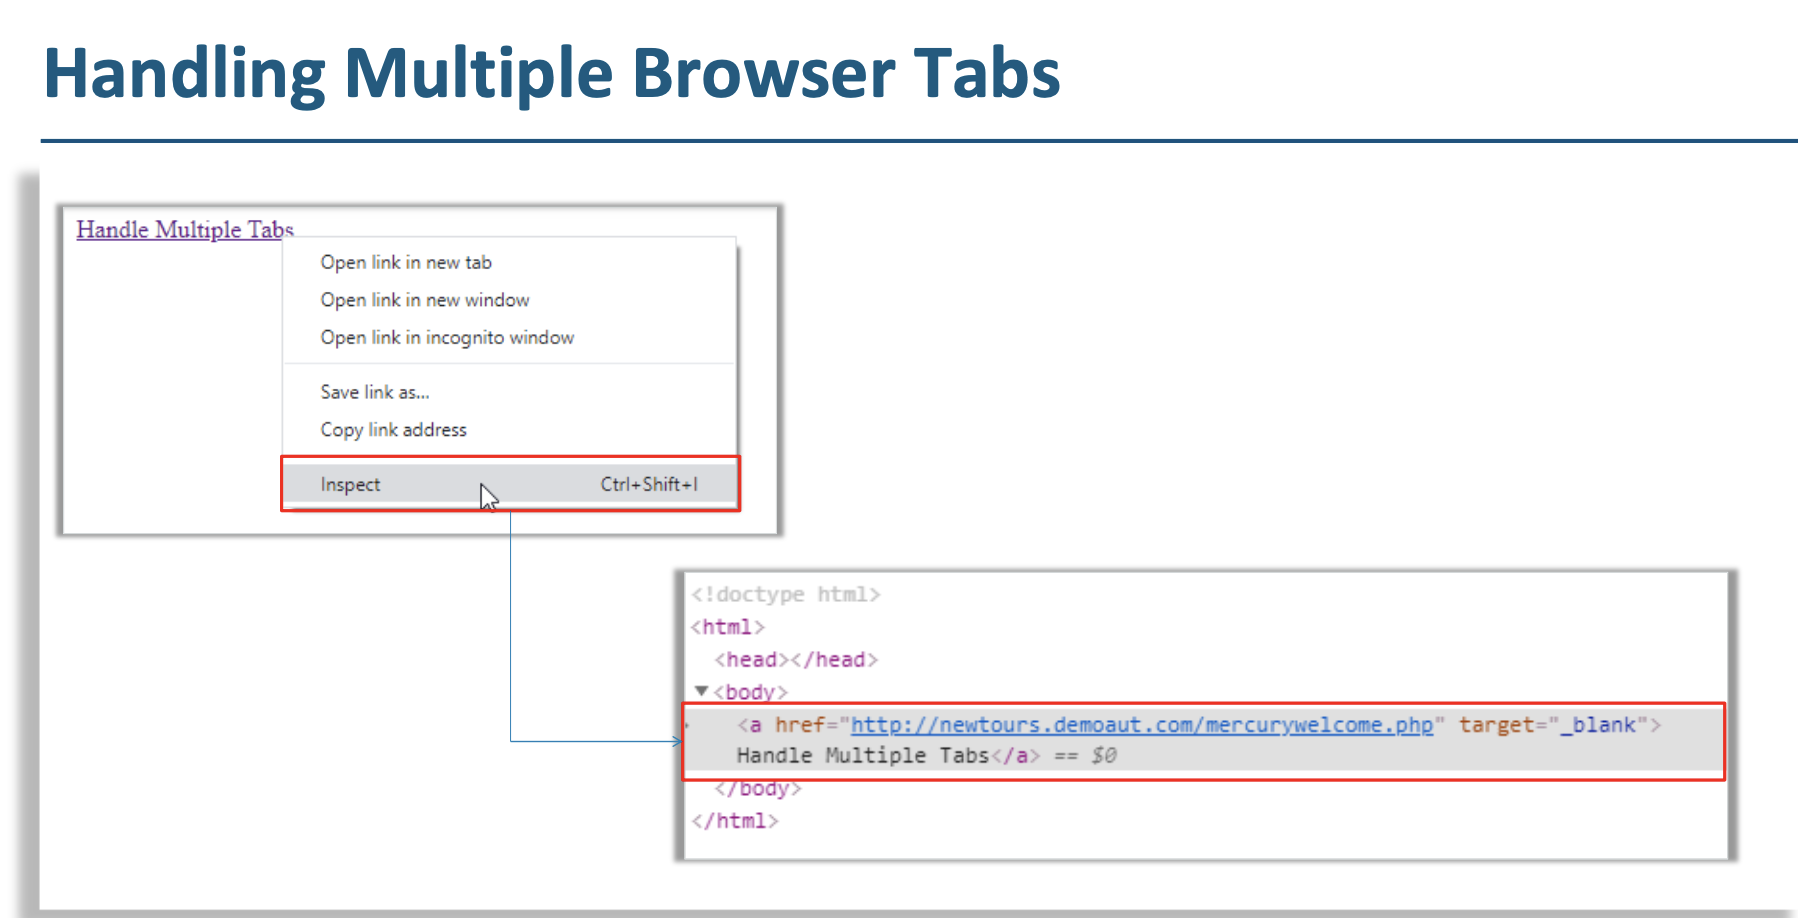 Handling Multiple Browser Tabs
Handle Multiple Tabs
Open link in new tab
Open link in new window
Open link in incognito window
Save link as...
Copy link address
Inspect Ctrl+Shift+I
<!doctype html>
<html>
<head></head>
▼<body>
<a href="http://newtours.demoaut.com/mercurywelcome.php" target="_blank">
Handle Multiple Tabs</a> == $0
</body>
</html>